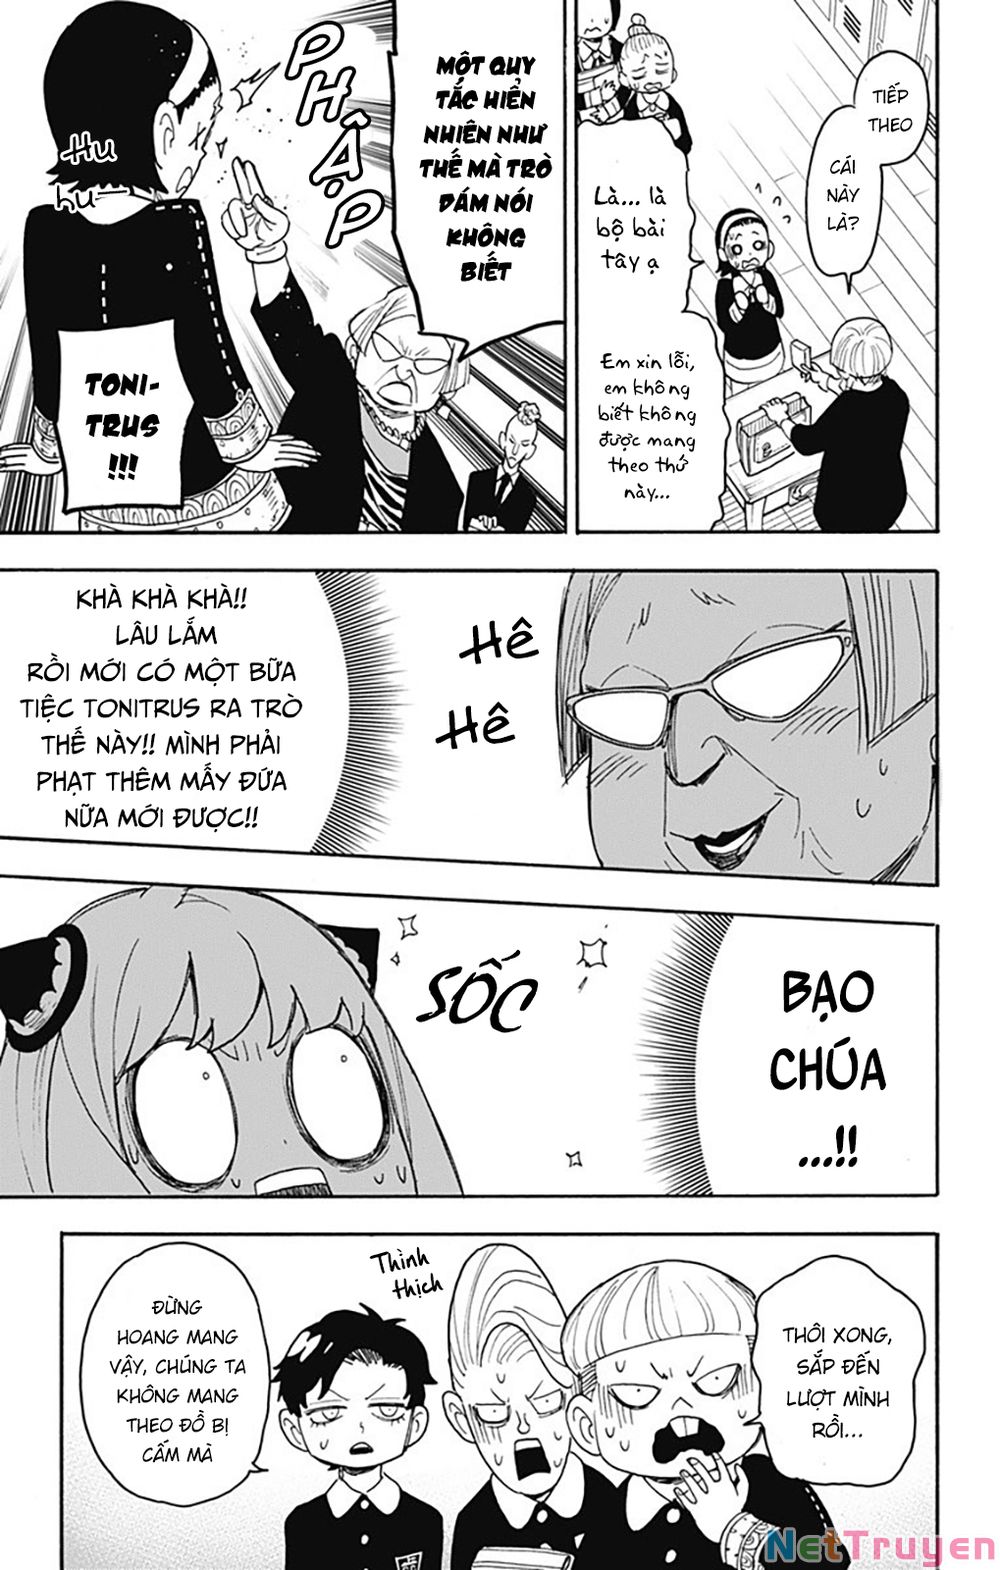 TIẾP
THEO
CÁI
NÀY
LÀ?
Là... là
bộ bài
tây ạ
Em xin lỗi,
em không
biết không
được mang
theo thứ
này...
MỘT QUY
TẮC HIỂN
NHIÊN NHƯ
THẾ MÀ TRÒ
DÁM NÓI
KHÔNG
BIẾT
PHẬP
Hu
hu—
TONI-
TRUS
!!!
Hê
Hê
KHÀ KHÀ KHÀ!!
LÂU LẮM
RỒI MỚI CÓ MỘT BỮA
TIỆC TONITRUS RA TRÒ
THẾ NÀY!! MÌNH PHẢI
PHẠT THÊM MẤY ĐỨA
NỮA MỚI ĐƯỢC!!
BẠO
CHÚA
...!!
SỐC
THÔI XONG,
SẮP ĐẾN
LƯỢT MÌNH
RỒI...
Thình
thịch
ĐỪNG
HOANG MANG
VẬY, CHÚNG TA
KHÔNG MANG
THEO ĐỒ BỊ
CẤM MÀ
NetTruyen